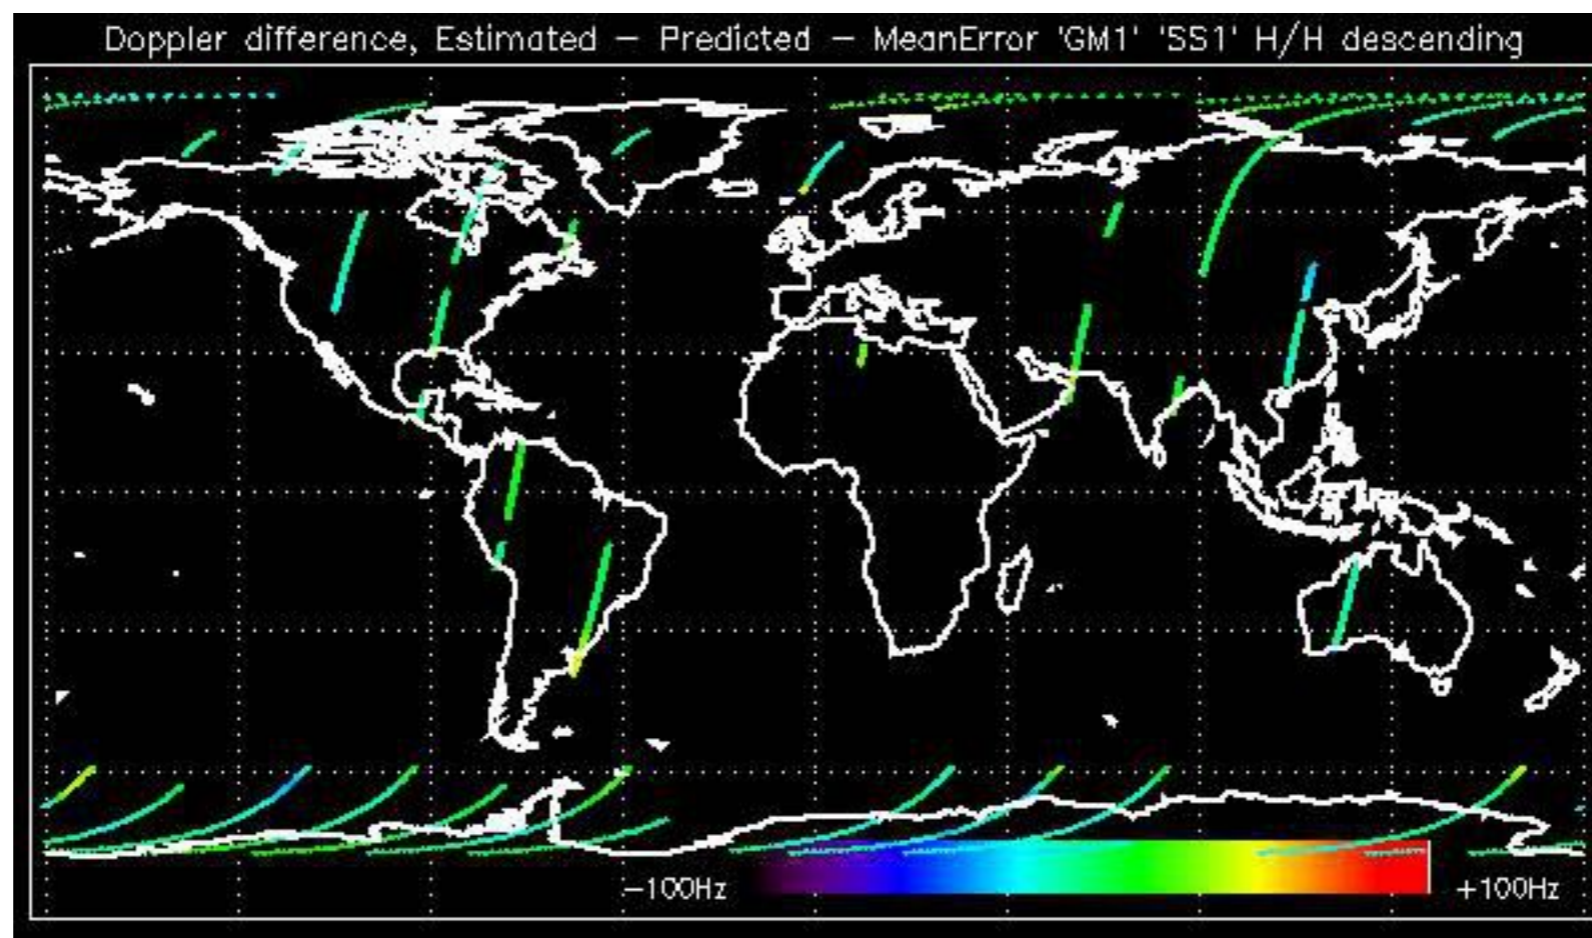 Doppler difference, Estimated – Predicted – MeanError 'GM1' 'SS1' H/H descending
–100Hz
+100Hz